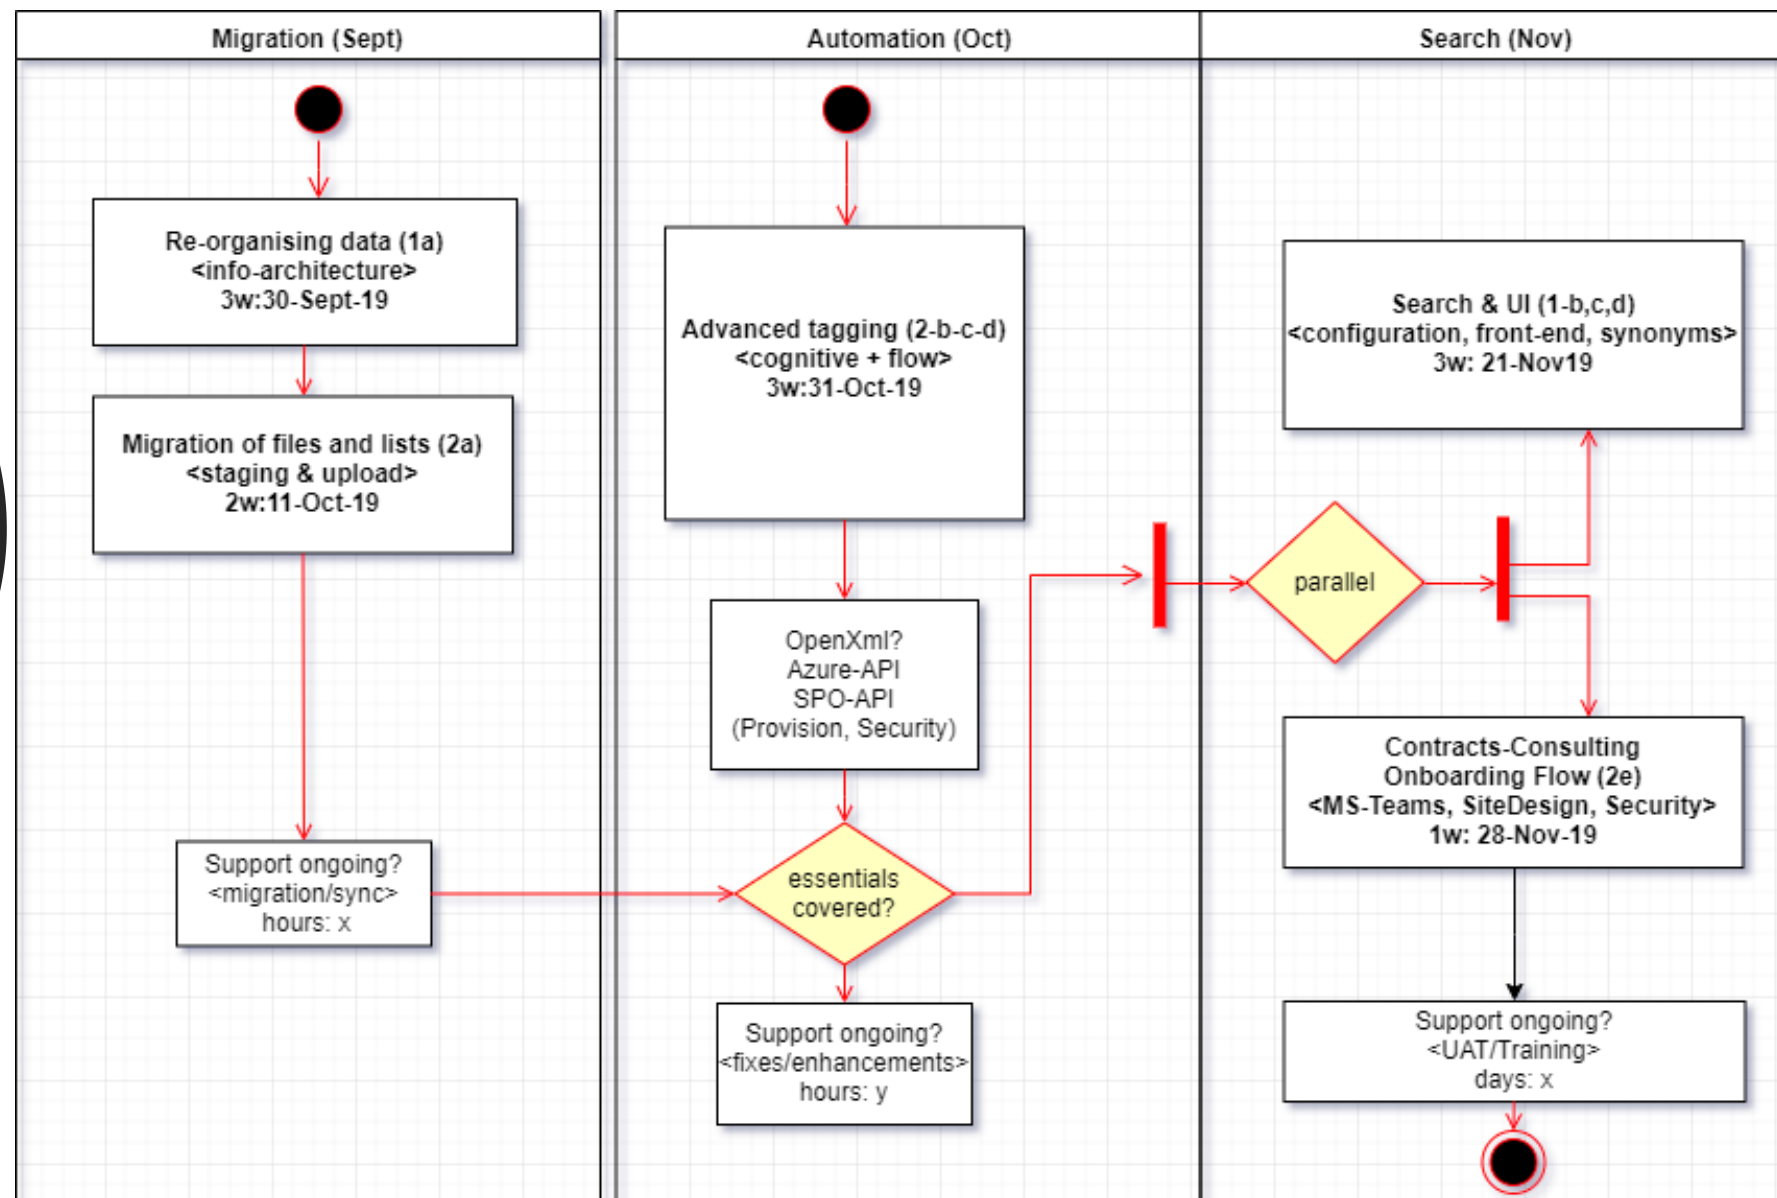 Migration (Sept)
Re-organising data (1a)
<info-architecture>
3w:30-Sept-19
Migration of files and lists (2a)
<staging & upload>
2w:11-Oct-19
Support ongoing?
<migration/sync>
hours: x
Automation (Oct)
Advanced tagging (2-b-c-d)
<cognitive + flow>
3w:31-Oct-19
OpenXml?
Azure-API
SPO-API
(Provision, Security)
essentials
covered?
Support ongoing?
<fixes/enhancements>
hours: y
Search (Nov)
Search & UI (1-b,c,d)
<configuration, front-end, synonyms>
3w: 21-Nov19
parallel
Contracts-Consulting
Onboarding Flow (2e)
<MS-Teams, SiteDesign, Security>
1w: 28-Nov-19
Support ongoing?
<UAT/Training>
days: x